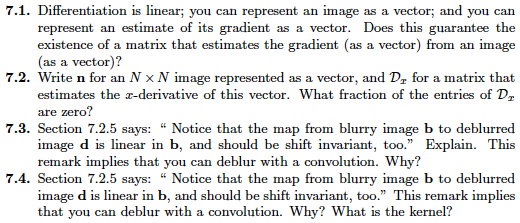 7.1. Differentiation is linear; you can represent an image as a vector; and you can
represent an estimate of its gradient as a vector. Does this guarantee the
existence of a matrix that estimates the gradient (as a vector) from an image
(as a vector)?
7.2. Write n for an N × N image represented as a vector, and 𝒟ₓ for a matrix that
estimates the x-derivative of this vector. What fraction of the entries of 𝒟ₓ
are zero?
7.3. Section 7.2.5 says: “ Notice that the map from blurry image b to deblurred
image d is linear in b, and should be shift invariant, too.” Explain. This
remark implies that you can deblur with a convolution. Why?
7.4. Section 7.2.5 says: “ Notice that the map from blurry image b to deblurred
image d is linear in b, and should be shift invariant, too.” This remark implies
that you can deblur with a convolution. Why? What is the kernel?